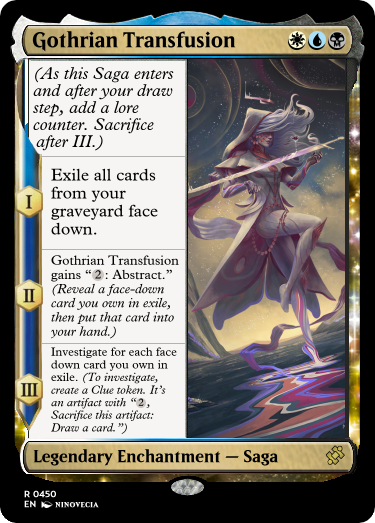 Gothrian Transfusion
(As this Saga enters
and after your draw
step, add a lore
counter. Sacrifice
after III.)
I
Exile all cards
from your
graveyard face
down.
II
Gothrian Transfusion
gains “2: Abstract.”
(Reveal a face-down
card you own in exile,
then put that card into
your hand.)
III
Investigate for each face
down card you own in
exile. (To investigate,
create a Clue token. It's
an artifact with “2,
Sacrifice this artifact:
Draw a card.”)
Legendary Enchantment — Saga
R 0450
EN NINOVECIA